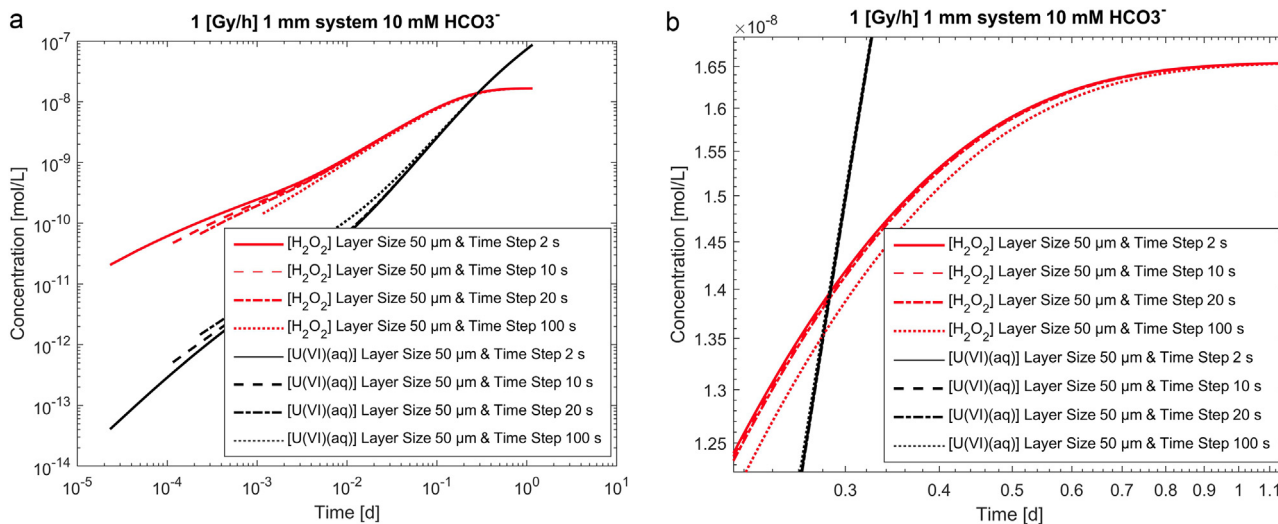 a
1 [Gy/h] 1 mm system 10 mM HCO3⁻
Concentration [mol/L]
10⁻⁷
10⁻⁸
10⁻⁹
10⁻¹⁰
10⁻¹¹
10⁻¹²
10⁻¹³
10⁻¹⁴
[H₂O₂] Layer Size 50 µm & Time Step 2 s
[H₂O₂] Layer Size 50 µm & Time Step 10 s
[H₂O₂] Layer Size 50 µm & Time Step 20 s
[H₂O₂] Layer Size 50 µm & Time Step 100 s
[U(VI)(aq)] Layer Size 50 µm & Time Step 2 s
[U(VI)(aq)] Layer Size 50 µm & Time Step 10 s
[U(VI)(aq)] Layer Size 50 µm & Time Step 20 s
[U(VI)(aq)] Layer Size 50 µm & Time Step 100 s
10⁻⁵ 10⁻⁴ 10⁻³ 10⁻² 10⁻¹ 10⁰ 10¹
Time [d]
b
1 [Gy/h] 1 mm system 10 mM HCO3⁻
×10⁻⁸
Concentration [mol/L]
1.65
1.6
1.55
1.5
1.45
1.4
1.35
1.3
1.25
[H₂O₂] Layer Size 50 µm & Time Step 2 s
[H₂O₂] Layer Size 50 µm & Time Step 10 s
[H₂O₂] Layer Size 50 µm & Time Step 20 s
[H₂O₂] Layer Size 50 µm & Time Step 100 s
[U(VI)(aq)] Layer Size 50 µm & Time Step 2 s
[U(VI)(aq)] Layer Size 50 µm & Time Step 10 s
[U(VI)(aq)] Layer Size 50 µm & Time Step 20 s
[U(VI)(aq)] Layer Size 50 µm & Time Step 100 s
0.3 0.4 0.5 0.6 0.7 0.8 0.9 1 1.1
Time [d]